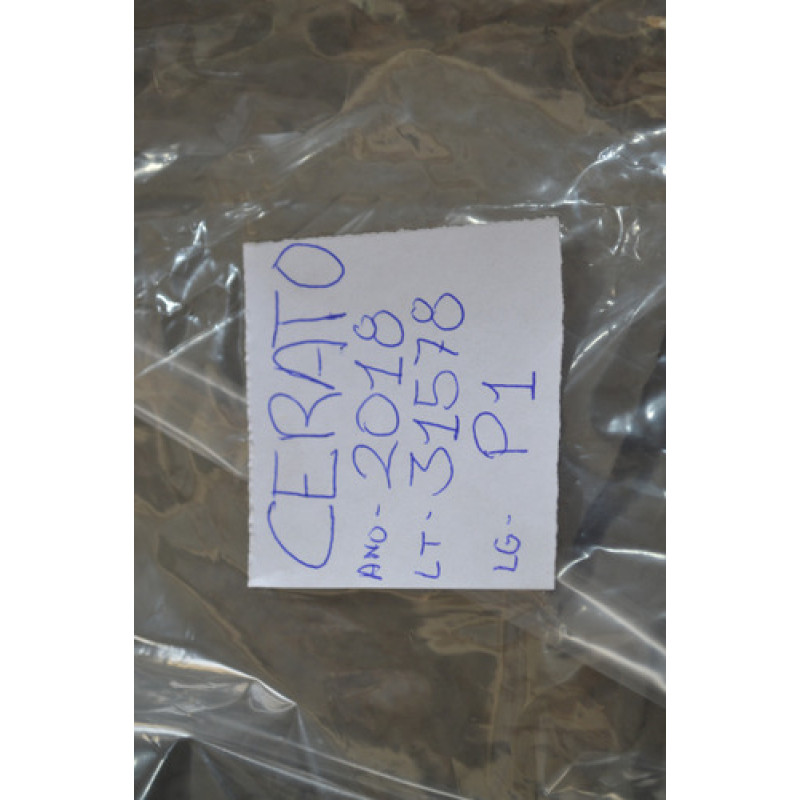 CERATO
ANO- 2018
LT- 31578
LG- P1